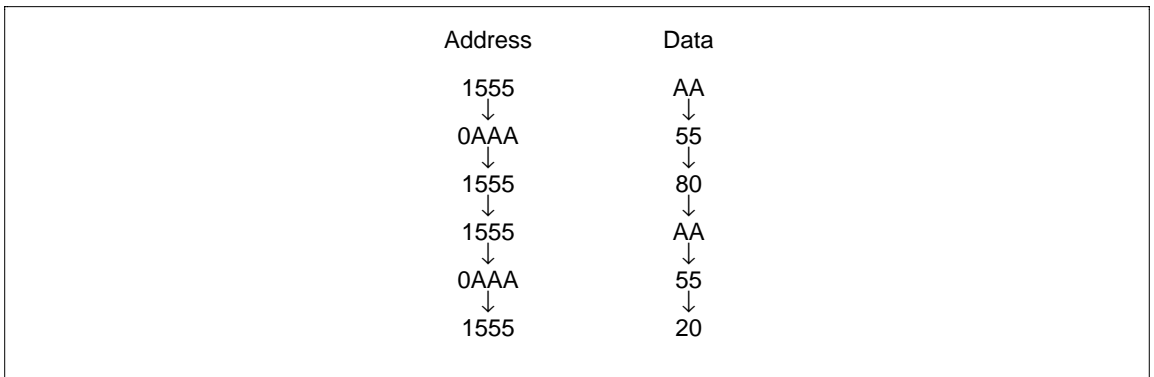 Address Data
1555 AA
↓ ↓
0AAA 55
↓ ↓
1555 80
↓ ↓
1555 AA
↓ ↓
0AAA 55
↓ ↓
1555 20